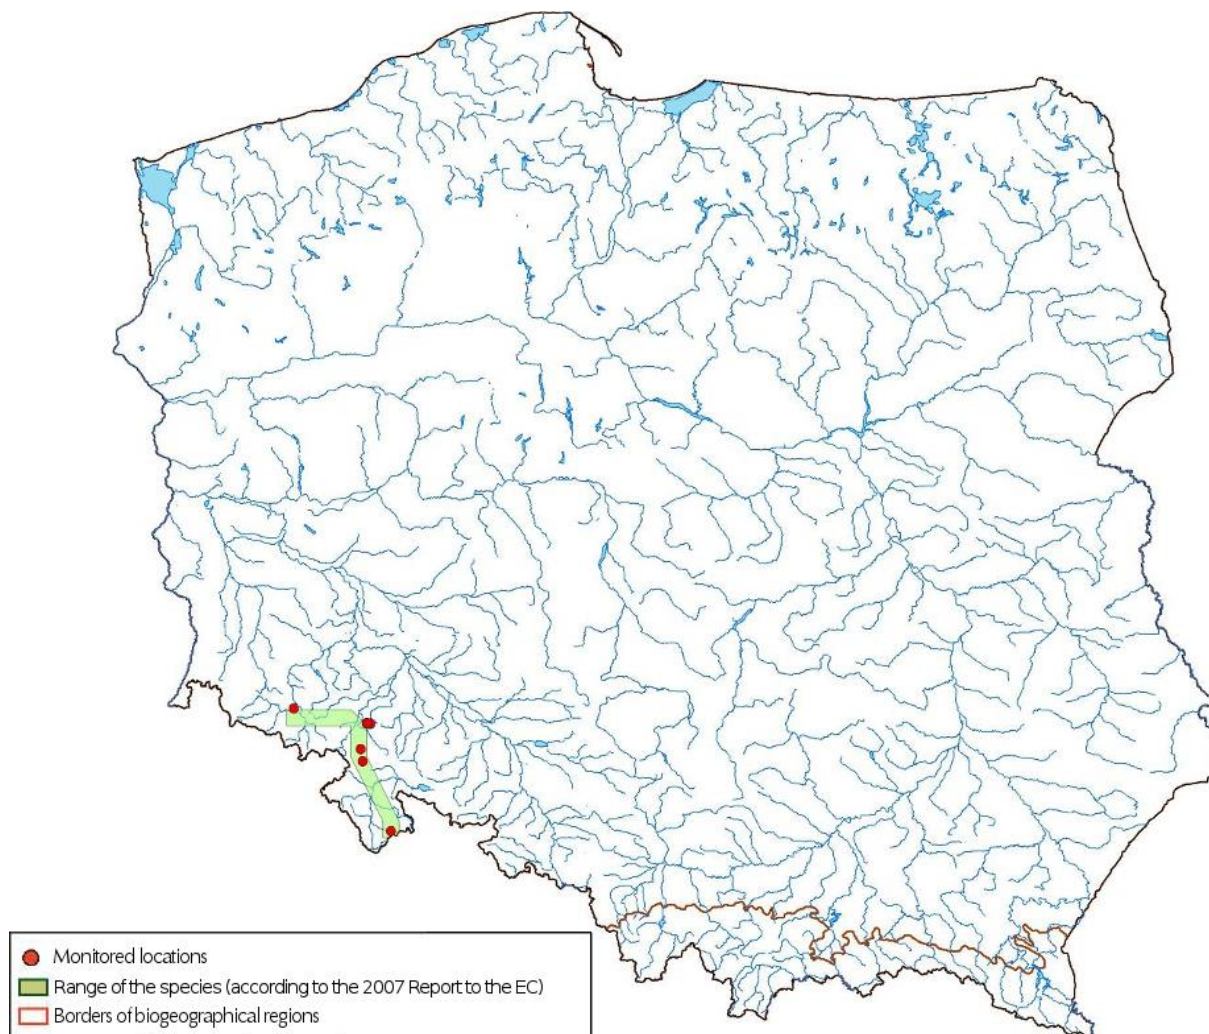 Monitored locations
Range of the species (according to the 2007 Report to the EC)
Borders of biogeographical regions